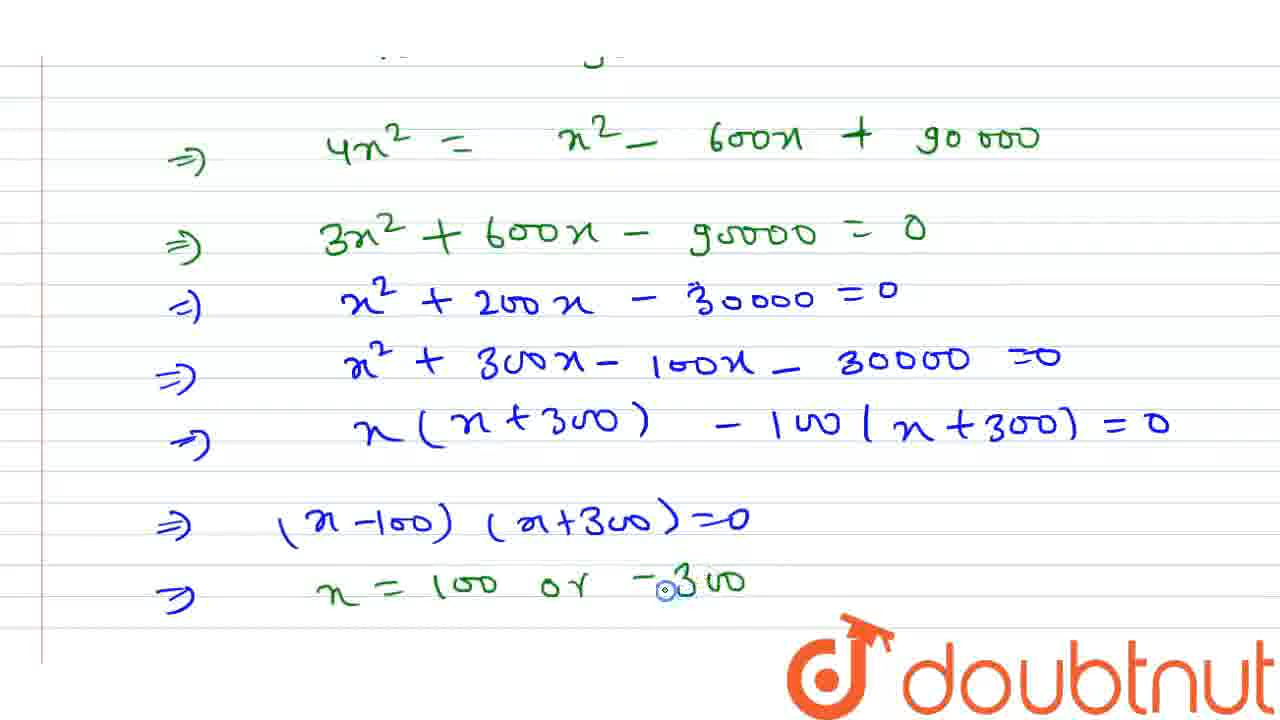 ⇒ 4x² = x² - 600x + 90000
⇒ 3x² + 600x - 90000 = 0
⇒ x² + 200x - 30000 = 0
⇒ x² + 300x - 100x - 30000 = 0
⇒ x(x+300) - 100(x+300) = 0
⇒ (x-100)(x+300) = 0
⇒ x = 100 or -300
doubtnut